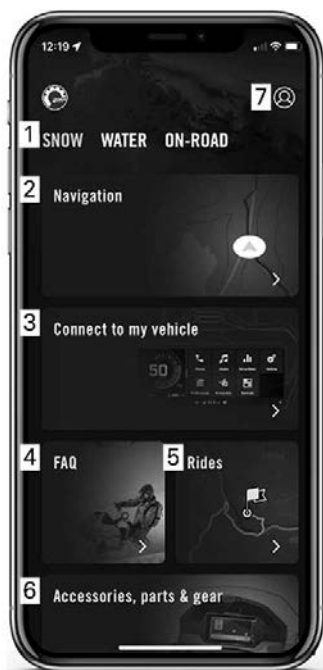 12:19
7
1 SNOW WATER ON-ROAD
2 Navigation
3 Connect to my vehicle
50
4 FAQ
5 Rides
6 Accessories, parts & gear